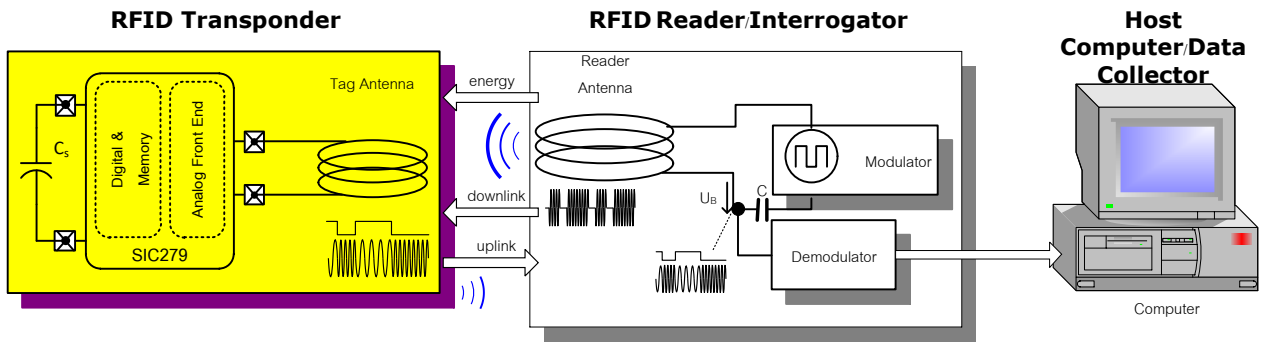 RFID Transponder
RFID Reader/Interrogator
Host
Computer/Data
Collector
Tag Antenna
Cs
Digital &
Memory
Analog Front End
SIC279
energy
downlink
uplink
Reader
Antenna
Modulator
UB
C
Demodulator
Computer